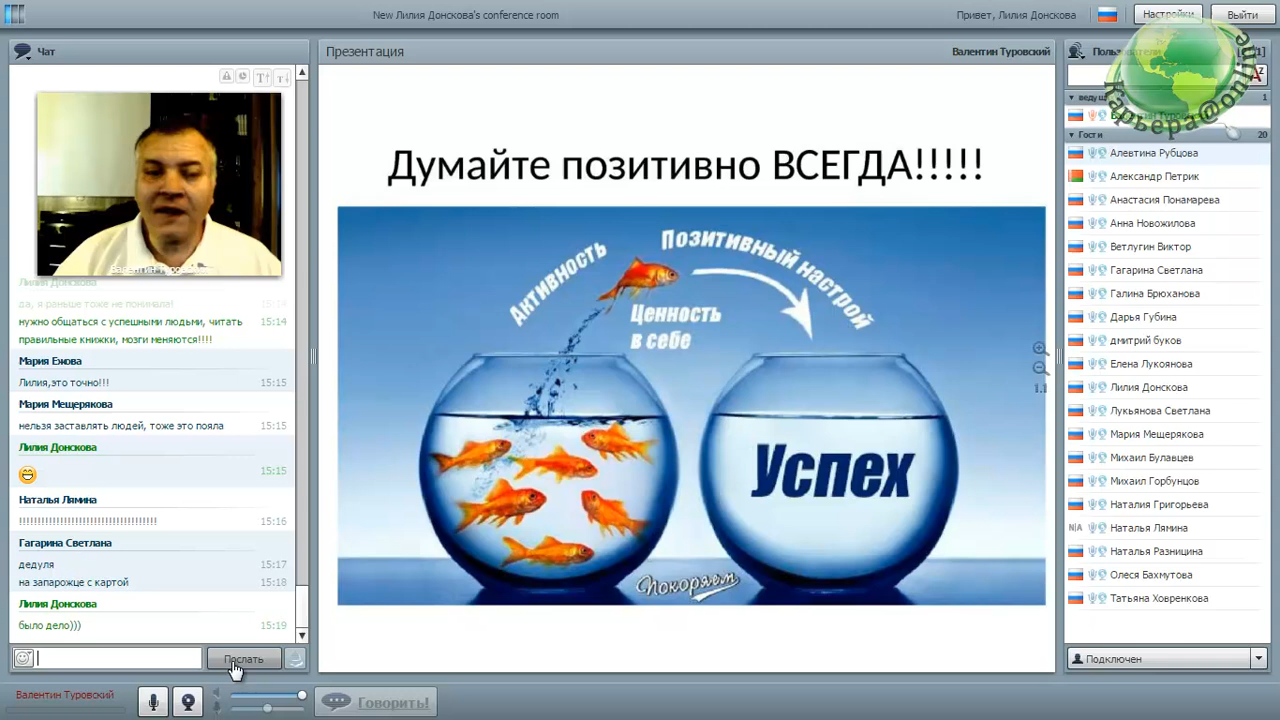 New Лилия Донскова's conference room
Привет, Лилия Донскова
Настройки
Выйти
Чат
Презентация
Валентин Туровский
Лилия Донскова
да, я раньше тоже не понимала!
нужно общаться с успешными людьми, читать 15:14
правильные книжки, мозги меняются!!!!
Мария Ежова
Лилия,это точно!!! 15:15
Мария Мещерякова
нельзя заставлять людей, тоже это пояла 15:15
Лилия Донскова
15:15
Наталья Лямина
!!!!!!!!!!!!!!!!!!!!!!!!!!!!!!!!!!!!! 15:16
Гагарина Светлана
дедуля 15:17
на запарожце с картой 15:18
Лилия Донскова
было дело))) 15:19
Послать
Валентин Туровский
Говорить!
Думайте позитивно ВСЕГДА!!!!!
Активность
Позитивный настрой
Ценность
в себе
Успех
Покоряем
1:1
Карьера@online
Гости 20
Алевтина Рубцова
Александр Петрик
Анастасия Понамарева
Анна Новожилова
Ветлугин Виктор
Гагарина Светлана
Галина Брюханова
Дарья Губина
дмитрий буков
Елена Лукоянова
Лилия Донскова
Лукьянова Светлана
Мария Мещерякова
Михаил Булавцев
Михаил Горбунцов
Наталия Григорьева
N/A Наталья Лямина
Наталья Разницина
Олеся Бахмутова
Татьяна Ховренкова
Подключен